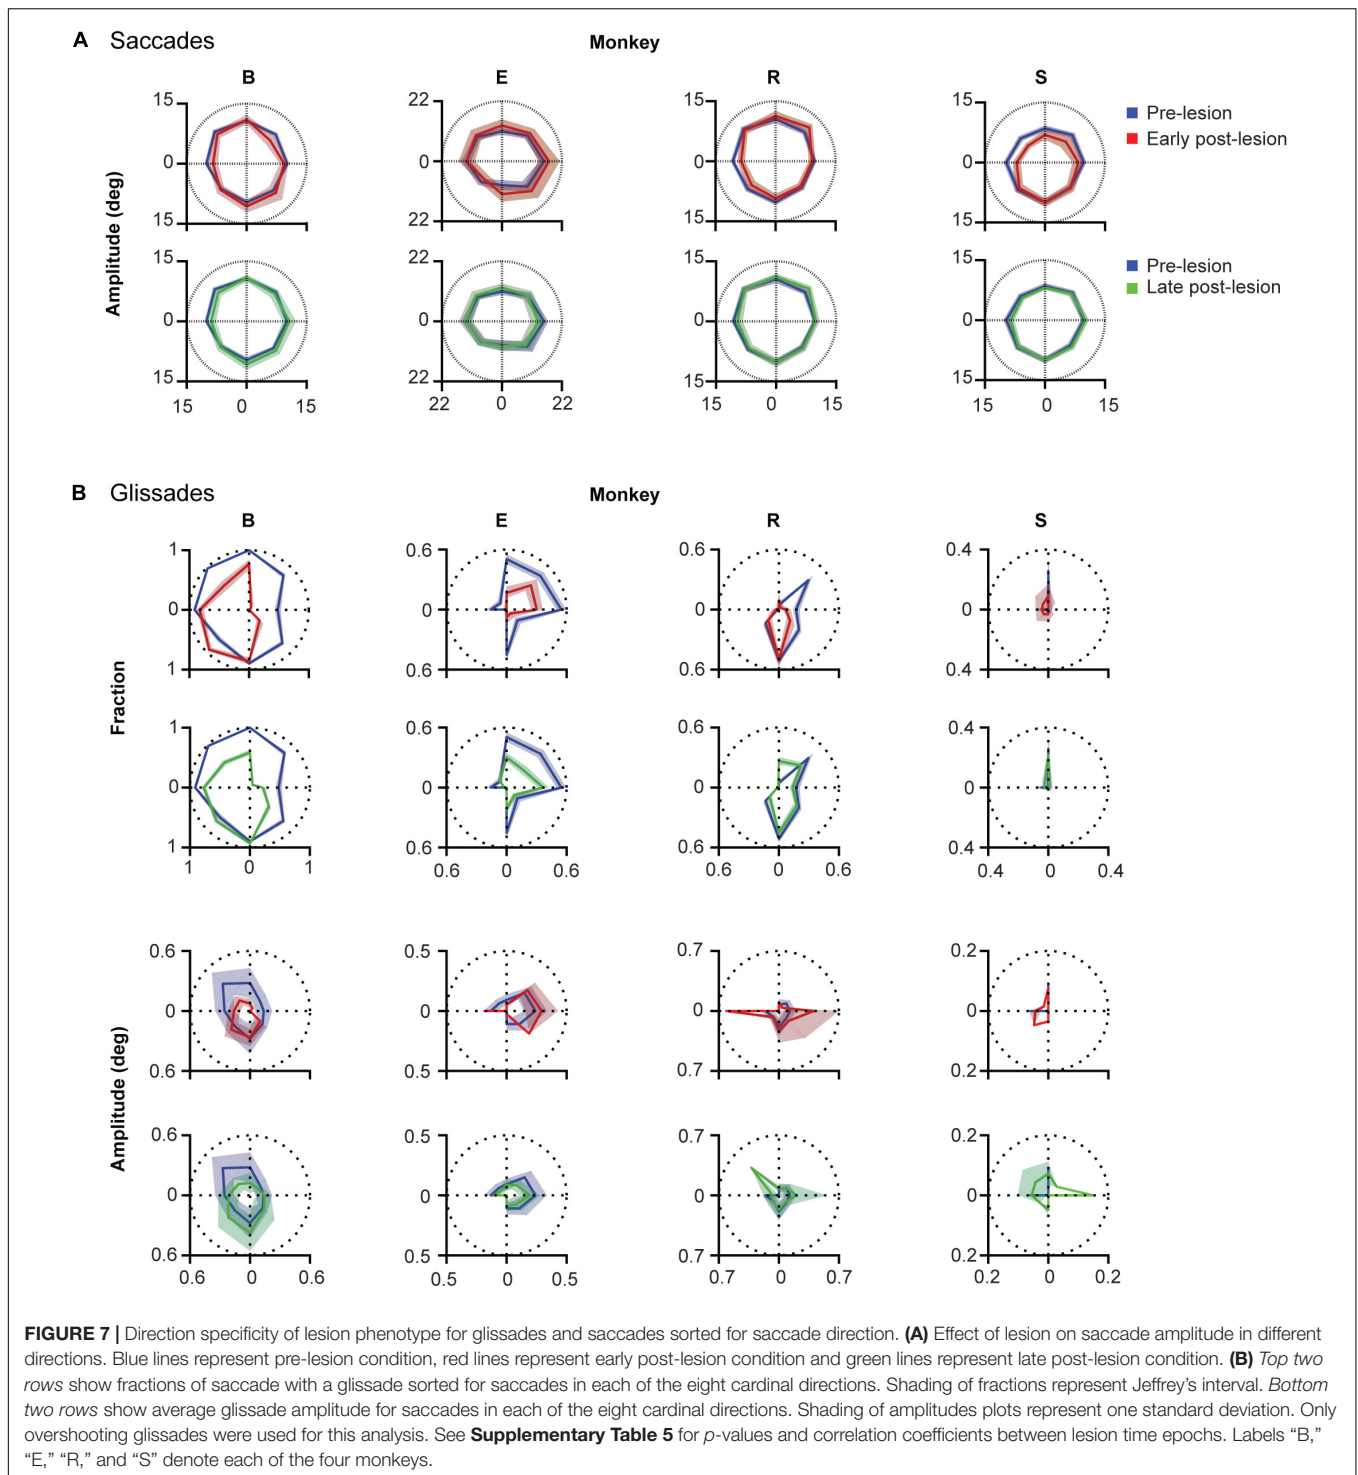 A Saccades Monkey
B E R S
15 22 15 15
Pre-lesion
Early post-lesion
0 0 0 0
15 22 15 15
Amplitude (deg)
15 22 15 15
Pre-lesion
Late post-lesion
0 0 0 0
15 22 15 15
15 0 15 22 0 22 15 0 15 15 0 15
B Glissades Monkey
B E R S
1 0.6 0.6 0.4
0 0 0 0
1 0.6 0.6 0.4
Fraction
1 0.6 0.6 0.4
0 0 0 0
1 0.6 0.6 0.4
1 0 1 0.6 0 0.6 0.6 0 0.6 0.4 0 0.4
0.6 0.5 0.7 0.2
0 0 0 0
0.6 0.5 0.7 0.2
Amplitude (deg)
0.6 0.5 0.7 0.2
0 0 0 0
0.6 0.5 0.7 0.2
0.6 0 0.6 0.5 0 0.5 0.7 0 0.7 0.2 0 0.2
FIGURE 7 | Direction specificity of lesion phenotype for glissades and saccades sorted for saccade direction. (A) Effect of lesion on saccade amplitude in different
directions. Blue lines represent pre-lesion condition, red lines represent early post-lesion condition and green lines represent late post-lesion condition. (B) Top two
rows show fractions of saccade with a glissade sorted for saccades in each of the eight cardinal directions. Shading of fractions represent Jeffrey's interval. Bottom
two rows show average glissade amplitude for saccades in each of the eight cardinal directions. Shading of amplitudes plots represent one standard deviation. Only
overshooting glissades were used for this analysis. See Supplementary Table 5 for p-values and correlation coefficients between lesion time epochs. Labels “B,”
“E,” “R,” and “S” denote each of the four monkeys.